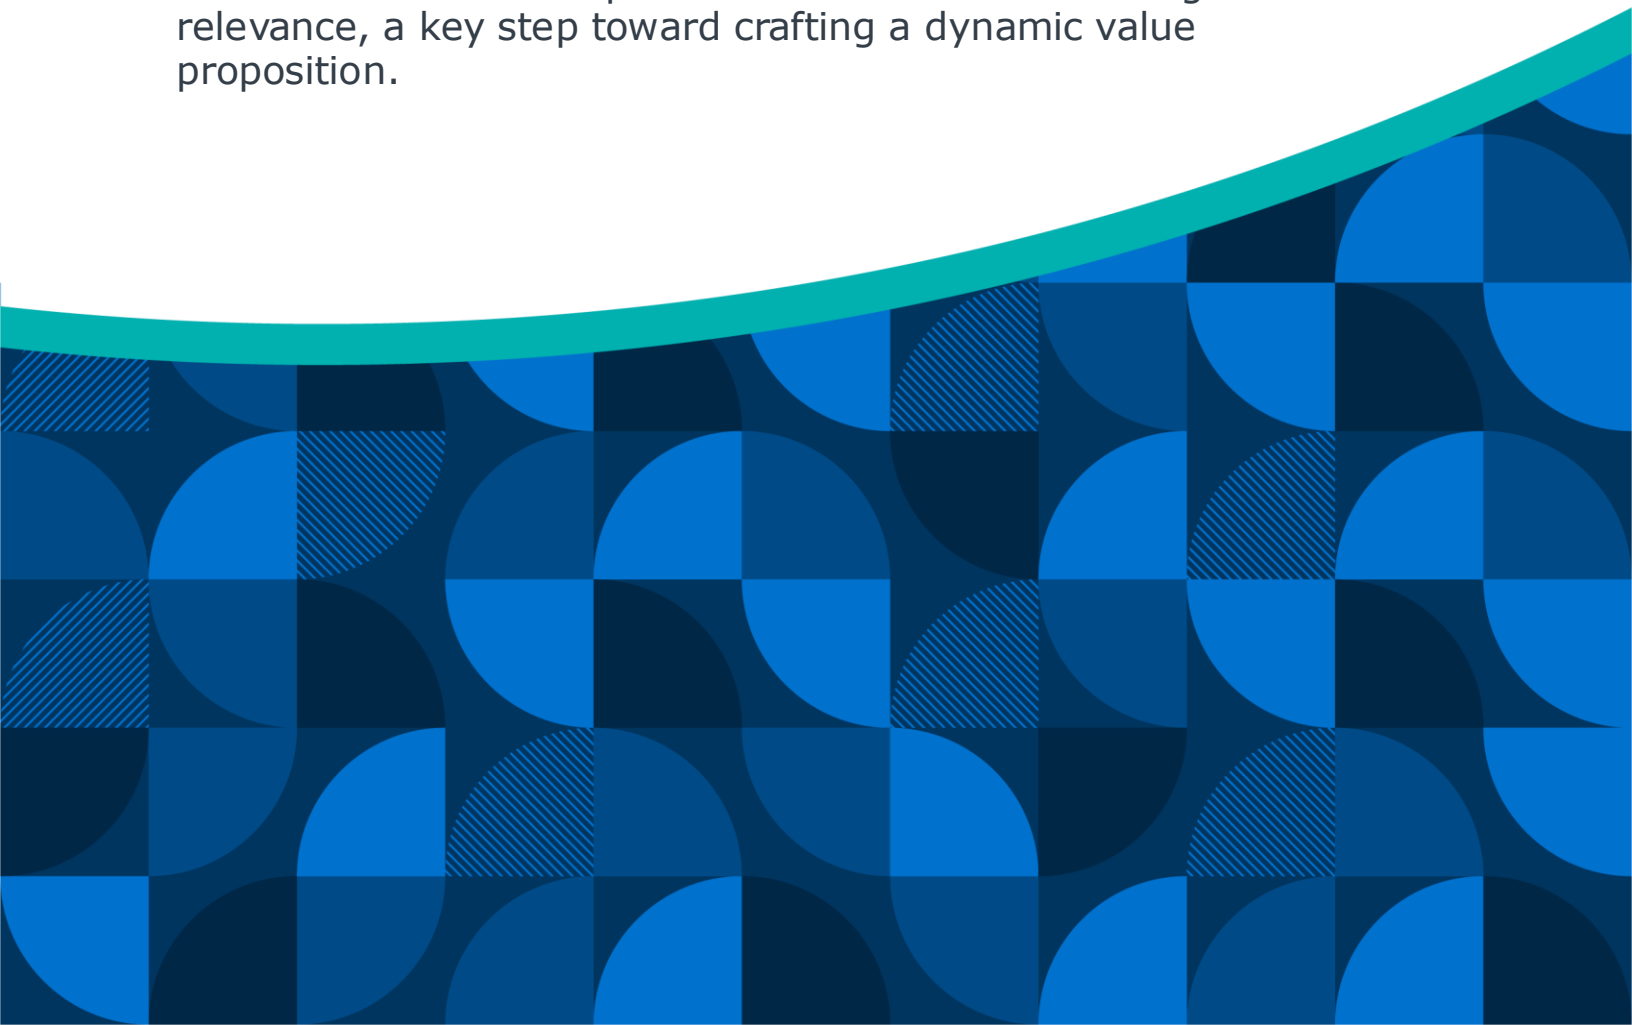 relevance, a key step toward crafting a dynamic value
proposition.